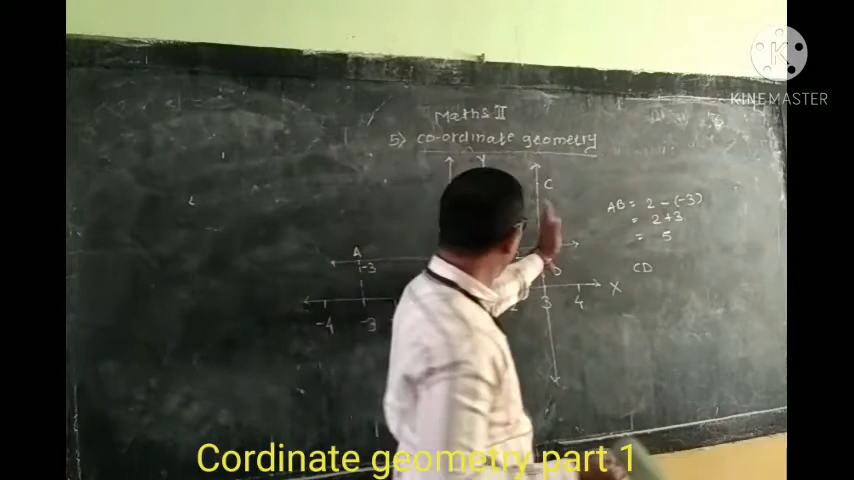 KINEMASTER
Maths II
5) co-ordinate geometry
Y
C
AB = 2 - (-3)
= 2+3
= 5
A
-3
D
CD
X
-4 -3 3 4
Cordinate geometry part 1